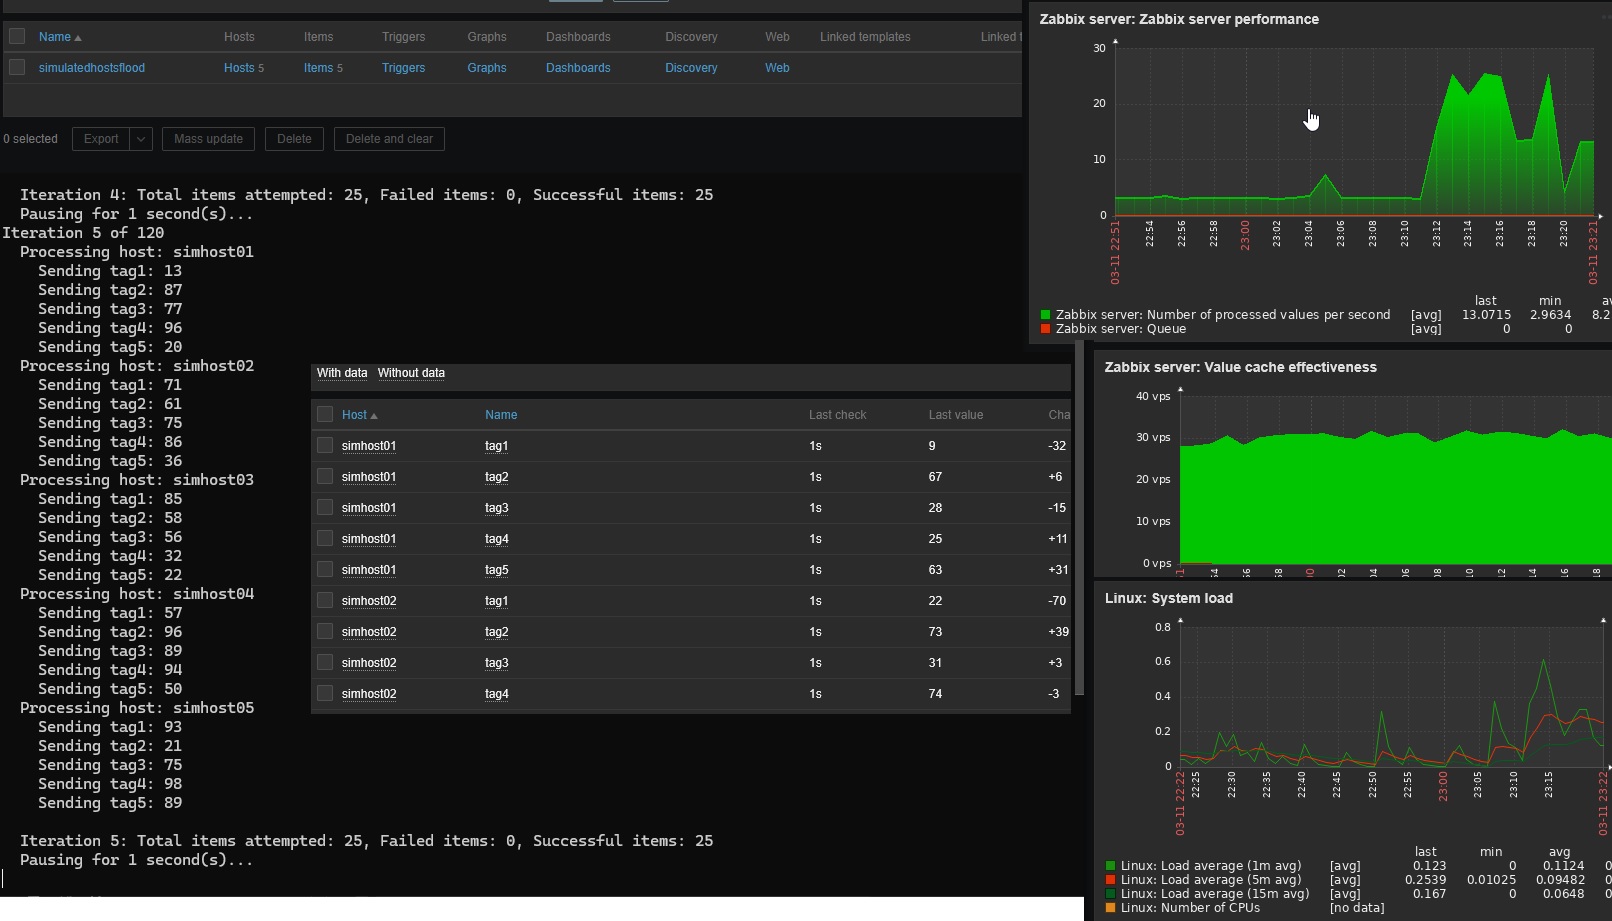 Name Hosts Items Triggers Graphs Dashboards Discovery Web Linked templates Linked t
simulatedhostsflood Hosts 5 Items 5 Triggers Graphs Dashboards Discovery Web
0 selected Export Mass update Delete Delete and clear
Iteration 4: Total items attempted: 25, Failed items: 0, Successful items: 25
Pausing for 1 second(s)...
Iteration 5 of 120
Processing host: simhost01
Sending tag1: 13
Sending tag2: 87
Sending tag3: 77
Sending tag4: 96
Sending tag5: 20
Processing host: simhost02
Sending tag1: 71
Sending tag2: 61
Sending tag3: 75
Sending tag4: 86
Sending tag5: 36
Processing host: simhost03
Sending tag1: 85
Sending tag2: 58
Sending tag3: 56
Sending tag4: 32
Sending tag5: 22
Processing host: simhost04
Sending tag1: 57
Sending tag2: 96
Sending tag3: 89
Sending tag4: 94
Sending tag5: 50
Processing host: simhost05
Sending tag1: 93
Sending tag2: 21
Sending tag3: 75
Sending tag4: 98
Sending tag5: 89
Iteration 5: Total items attempted: 25, Failed items: 0, Successful items: 25
Pausing for 1 second(s)...
With data Without data
Host Name Last check Last value Cha
simhost01 tag1 1s 9 -32
simhost01 tag2 1s 67 +6
simhost01 tag3 1s 28 -15
simhost01 tag4 1s 25 +11
simhost01 tag5 1s 63 +31
simhost02 tag1 1s 22 -70
simhost02 tag2 1s 73 +39
simhost02 tag3 1s 31 +3
simhost02 tag4 1s 74 -3
Zabbix server: Zabbix server performance
30
20
10
0
03-11 22:51 22:54 22:56 22:58 23:00 23:02 23:04 23:06 23:08 23:10 23:12 23:14 23:16 23:18 23:20 03-11 23:21
last min av
Zabbix server: Number of processed values per second [avg] 13.0715 2.9634 8.2
Zabbix server: Queue [avg] 0 0
Zabbix server: Value cache effectiveness
40 vps
30 vps
20 vps
10 vps
0 vps
54 56 58 00 02 04 06 08 10 12 14 16 18
Linux: System load
0.8
0.6
0.4
0.2
0
03-11 22:22 22:25 22:30 22:35 22:40 22:45 22:50 22:55 23:00 23:05 23:10 23:15 03-11 23:22
last min avg
Linux: Load average (1m avg) [avg] 0.123 0 0.1124 0
Linux: Load average (5m avg) [avg] 0.2539 0.01025 0.09482 0
Linux: Load average (15m avg) [avg] 0.167 0 0.0648 0
Linux: Number of CPUs [no data]